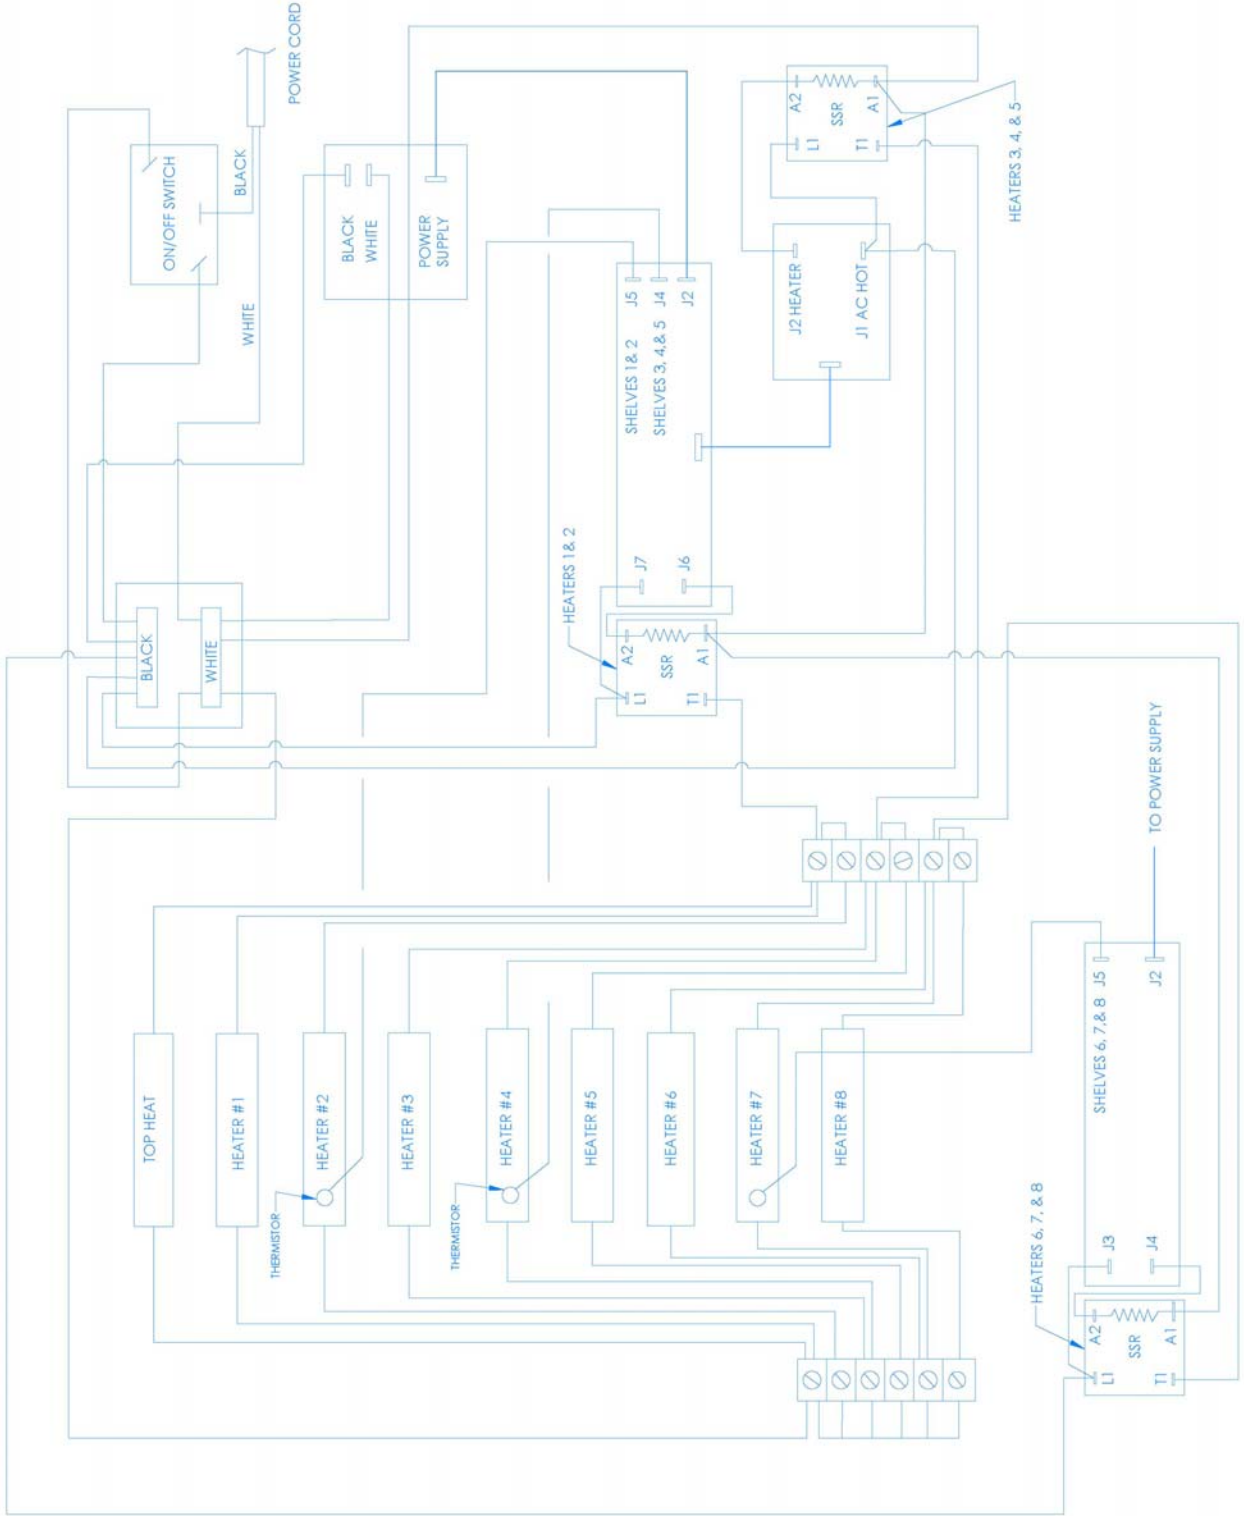 POWER CORD
BLACK
ON/OFF SWITCH
WHITE
BLACK
WHITE
POWER
SUPPLY
A2
A1
SSR
L1
T1
HEATERS 3, 4, & 5
J2 HEATER
J1 AC HOT
J5
J4
J2
SHELVES 1 & 2
SHELVES 3, 4,& 5
J7
J6
HEATERS 1 & 2
A2
A1
SSR
L1
T1
BLACK
WHITE
TO POWER SUPPLY
J5
J2
SHELVES 6, 7,& 8
J3
J4
HEATERS 6, 7, & 8
A2
A1
SSR
L1
T1
TOP HEAT
HEATER #1
HEATER #2
HEATER #3
HEATER #4
HEATER #5
HEATER #6
HEATER #7
HEATER #8
THERMISTOR
THERMISTOR